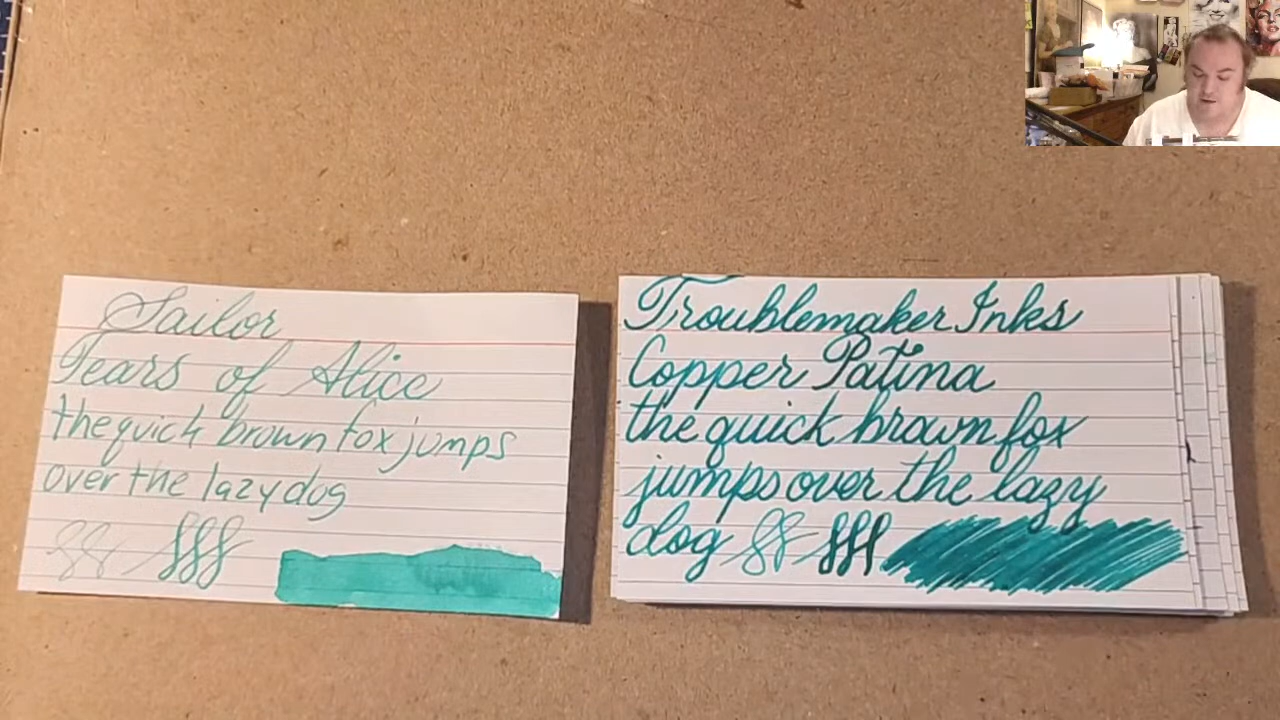 Sailor
Tears of Alice
the quick brown fox jumps
over the lazy dog
Troublemaker Inks
Copper Patina
the quick brown fox
jumps over the lazy
dog